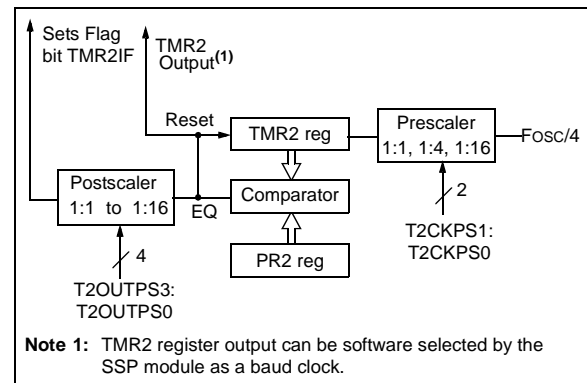 Sets Flag
bit TMR2IF
TMR2
Output(1)
Reset
TMR2 reg
Prescaler
1:1, 1:4, 1:16
FOSC/4
Postscaler
1:1 to 1:16
EQ
Comparator
2
T2CKPS1:
T2CKPS0
4
PR2 reg
T2OUTPS3:
T2OUTPS0
Note 1: TMR2 register output can be software selected by the
SSP module as a baud clock.